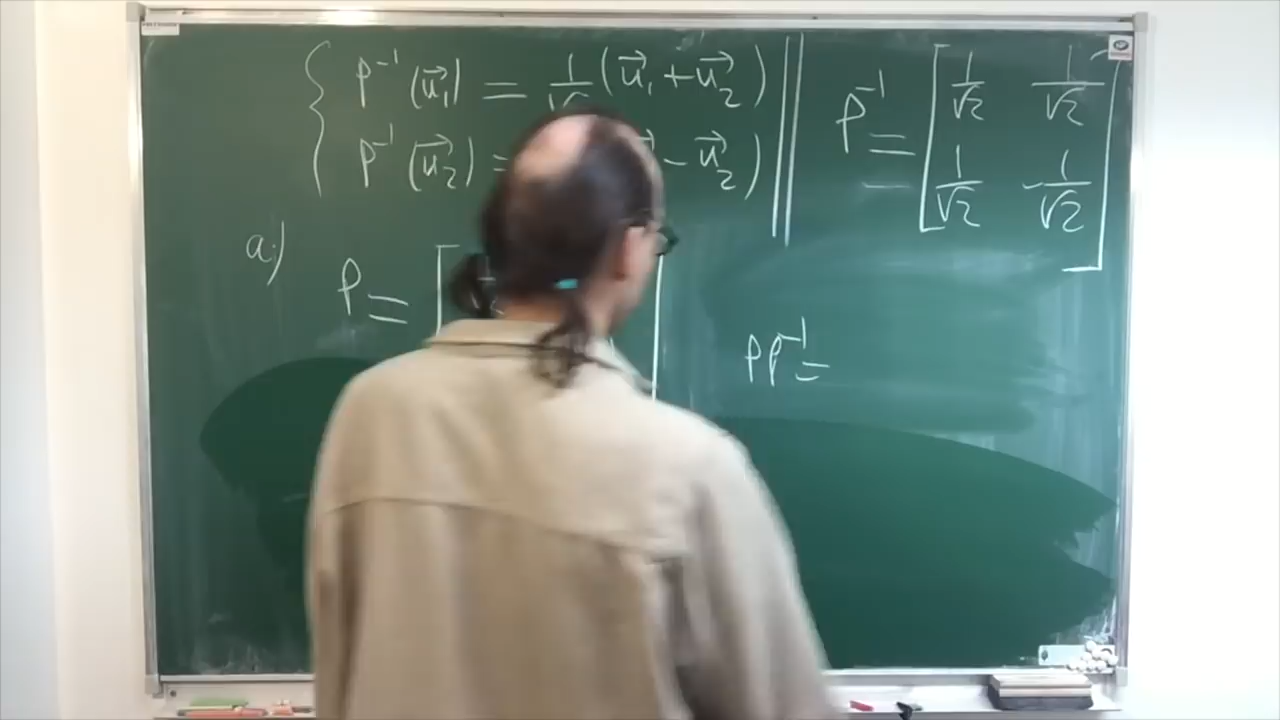 P⁻¹ (u⃗₁) = 1/√ (u⃗₁ + u⃗₂)
P⁻¹ (u⃗₂) = - u⃗₂)
P⁻¹ = [1/√2 1/√2
1/√2 -1/√2]
a) P = [
PP⁻¹ =